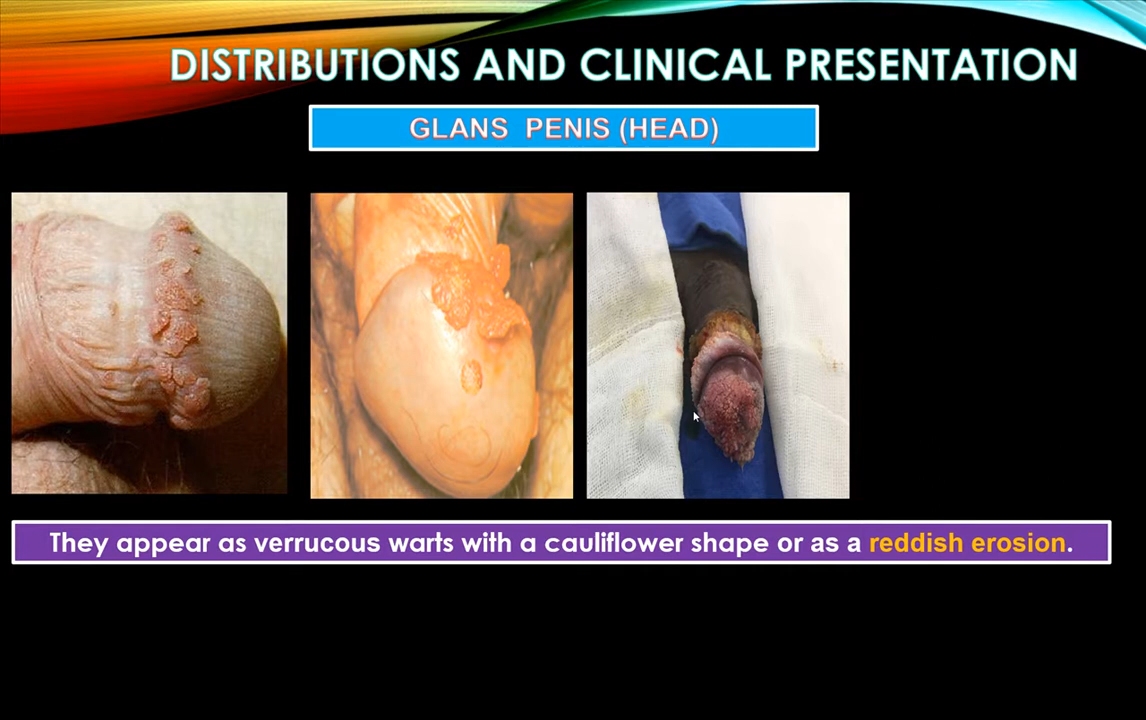 DISTRIBUTIONS AND CLINICAL PRESENTATION
GLANS PENIS (HEAD)
They appear as verrucous warts with a cauliflower shape or as a reddish erosion.